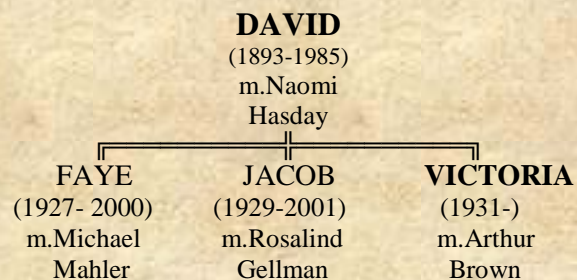 DAVID
(1893-1985)
m.Naomi
Hasday
FAYE JACOB VICTORIA
(1927- 2000) (1929-2001) (1931-)
m.Michael m.Rosalind m.Arthur
Mahler Gellman Brown